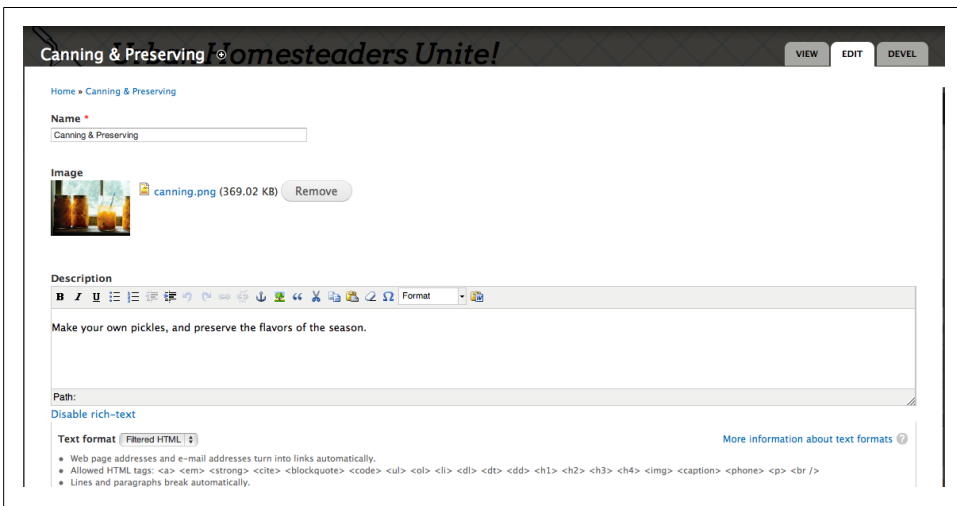 Urban Homesteaders Unite!
Canning & Preserving
VIEW EDIT DEVEL
Home » Canning & Preserving
Name *
Canning & Preserving
Image
canning.png (369.02 KB) Remove
Description
B I U Format
Make your own pickles, and preserve the flavors of the season.
Path:
Disable rich-text
Text format Filtered HTML More information about text formats ?
• Web page addresses and e-mail addresses turn into links automatically.
• Allowed HTML tags: <a> <em> <strong> <cite> <blockquote> <code> <ul> <ol> <li> <dl> <dt> <dd> <h1> <h2> <h3> <h4> <img> <caption> <phone> <p> <br />
• Lines and paragraphs break automatically.